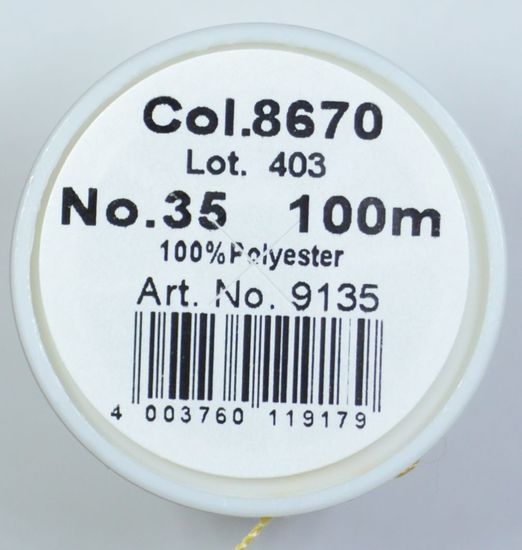 Col.8670
Lot. 403
No.35 100m
100%Polyester
Art. No. 9135
4 003760 119179